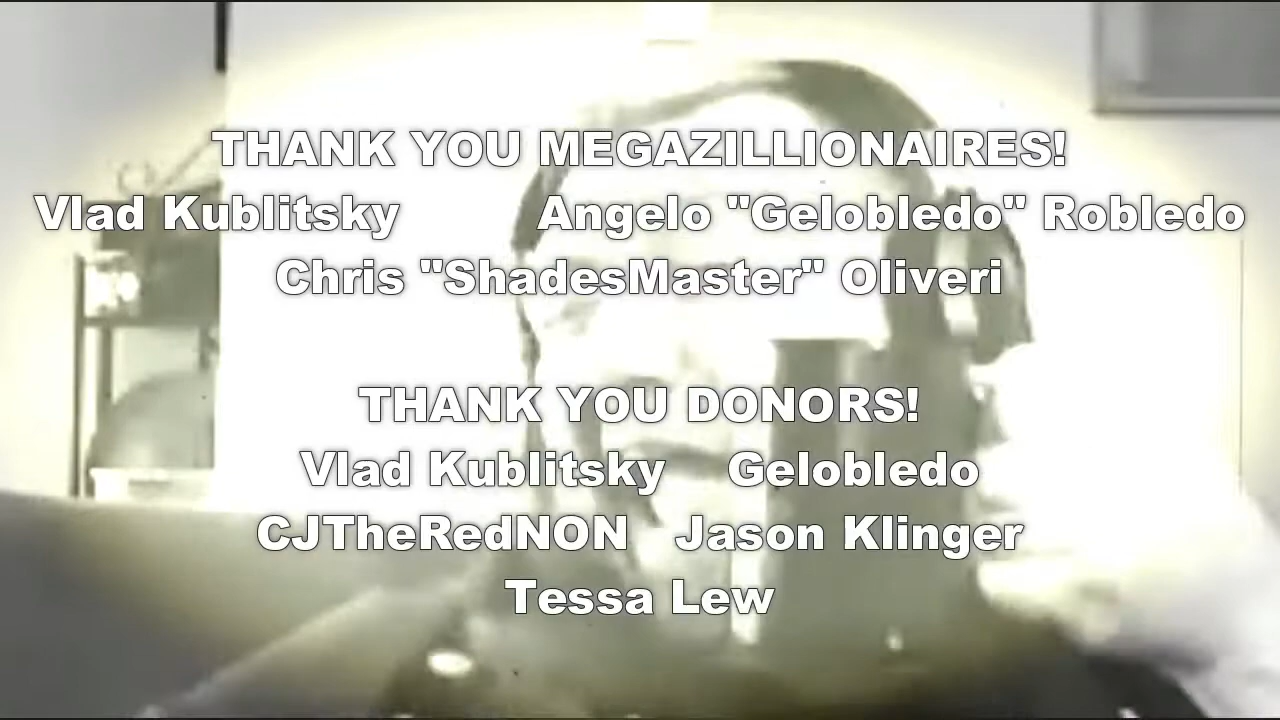 THANK YOU MEGAZILLIONAIRES!
Vlad Kublitsky Angelo "Gelobledo" Robledo
Chris "ShadesMaster" Oliveri
THANK YOU DONORS!
Vlad Kublitsky Gelobledo
CJTheRedNON Jason Klinger
Tessa Lew